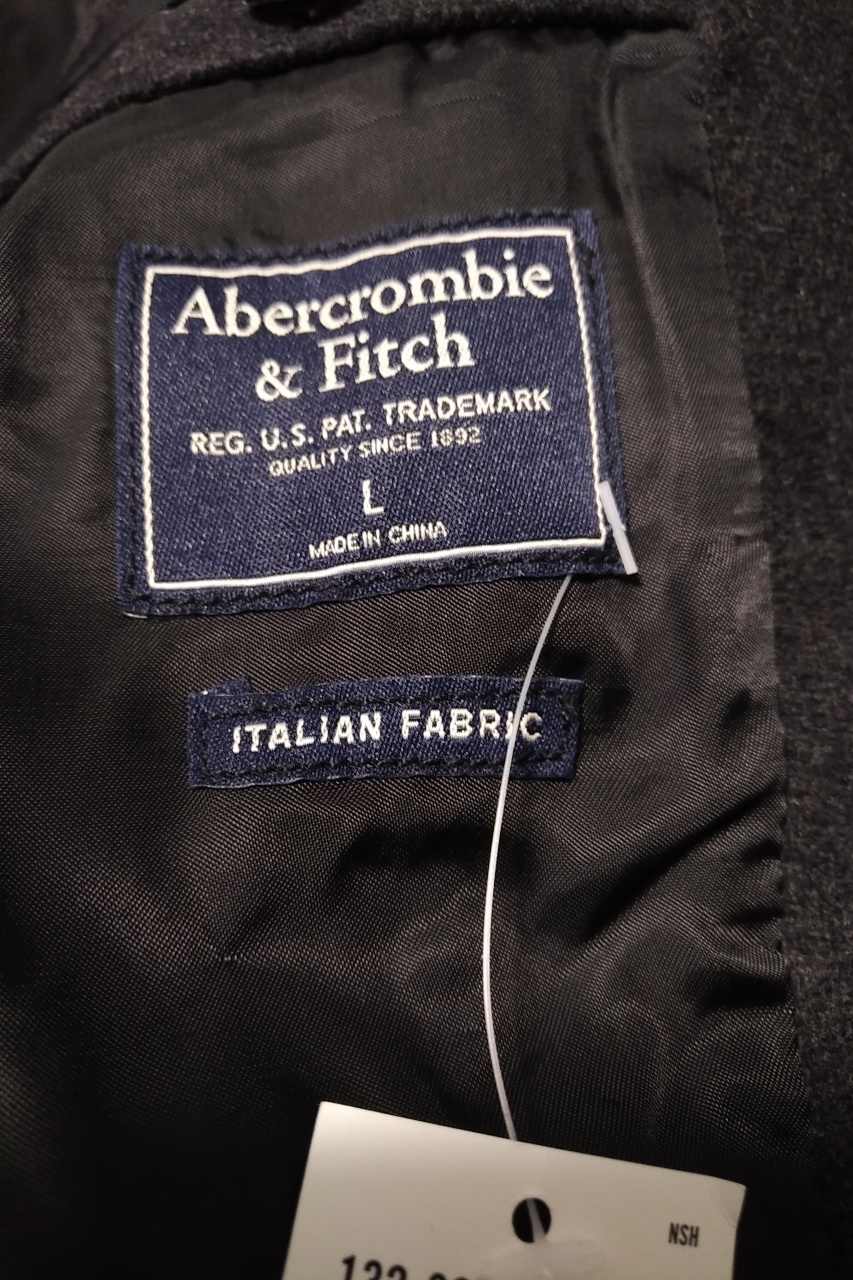 Abercrombie
& Fitch
REG. U.S. PAT. TRADEMARK
QUALITY SINCE 1892
L
MADE IN CHINA
ITALIAN FABRIC
NSH